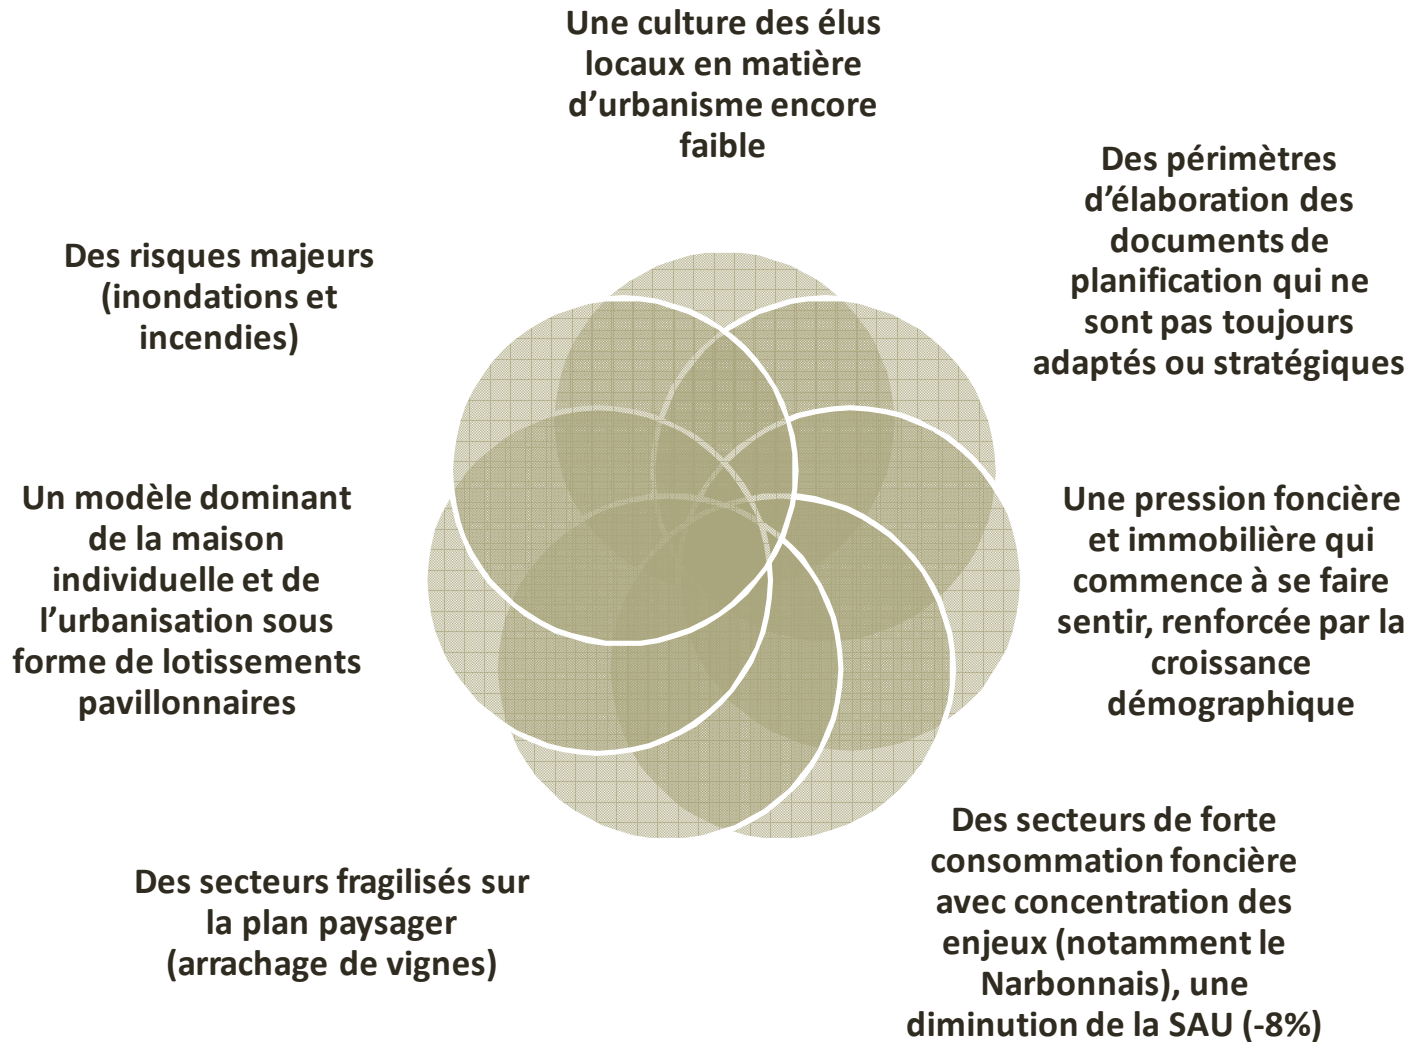 Une culture des élus
locaux en matière
d’urbanisme encore
faible
Des périmètres
d’élaboration des
documents de
planification qui ne
sont pas toujours
adaptés ou stratégiques
Une pression foncière
et immobilière qui
commence à se faire
sentir, renforcée par la
croissance
démographique
Des secteurs de forte
consommation foncière
avec concentration des
enjeux (notamment le
Narbonnais), une
diminution de la SAU (-8%)
Des secteurs fragilisés sur
la plan paysager
(arrachage de vignes)
Un modèle dominant
de la maison
individuelle et de
l’urbanisation sous
forme de lotissements
pavillonnaires
Des risques majeurs
(inondations et
incendies)